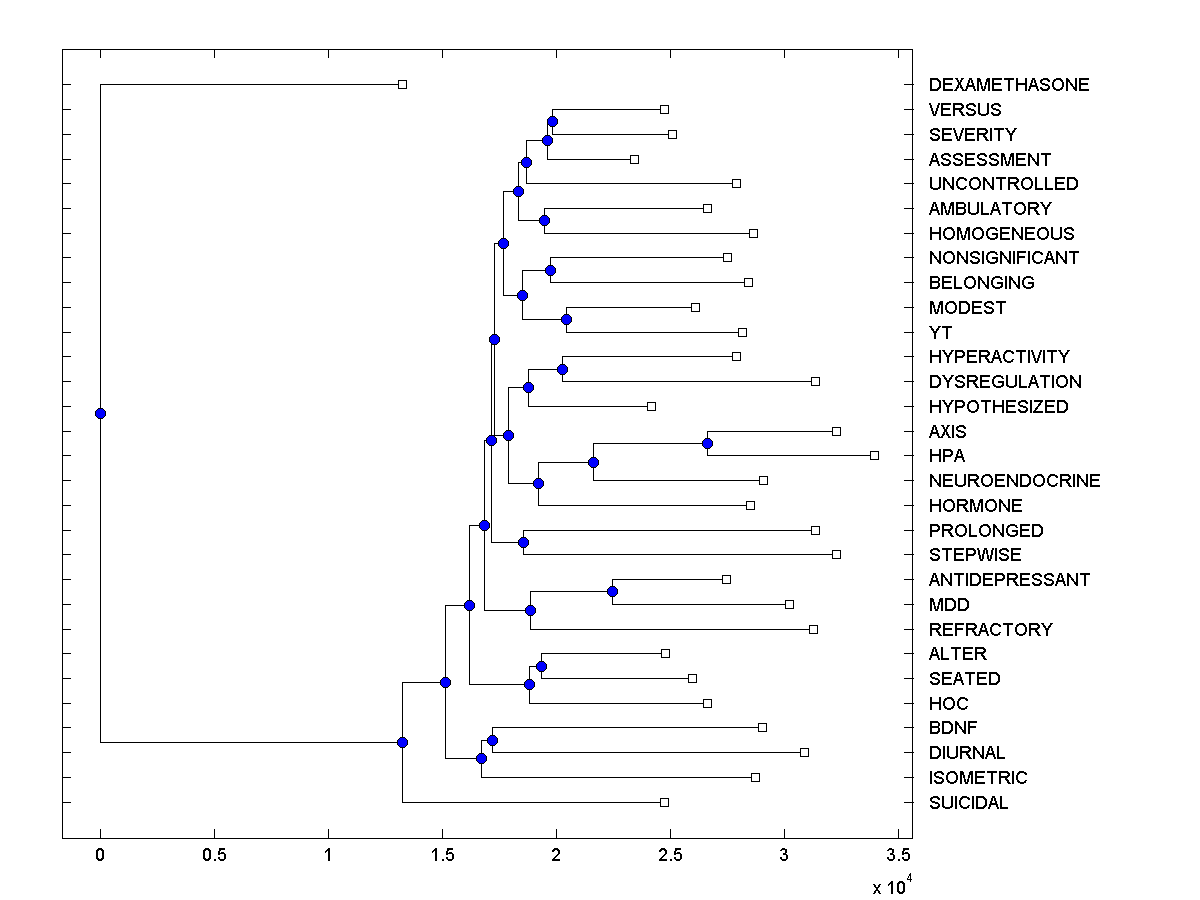 DEXAMETHASONE
VERSUS
SEVERITY
ASSESSMENT
UNCONTROLLED
AMBULATORY
HOMOGENEOUS
NONSIGNIFICANT
BELONGING
MODEST
YT
HYPERACTIVITY
DYSREGULATION
HYPOTHESIZED
AXIS
HPA
NEUROENDOCRINE
HORMONE
PROLONGED
STEPWISE
ANTIDEPRESSANT
MDD
REFRACTORY
ALTER
SEATED
HOC
BDNF
DIURNAL
ISOMETRIC
SUICIDAL
0 0.5 1 1.5 2 2.5 3 3.5
x 10^4